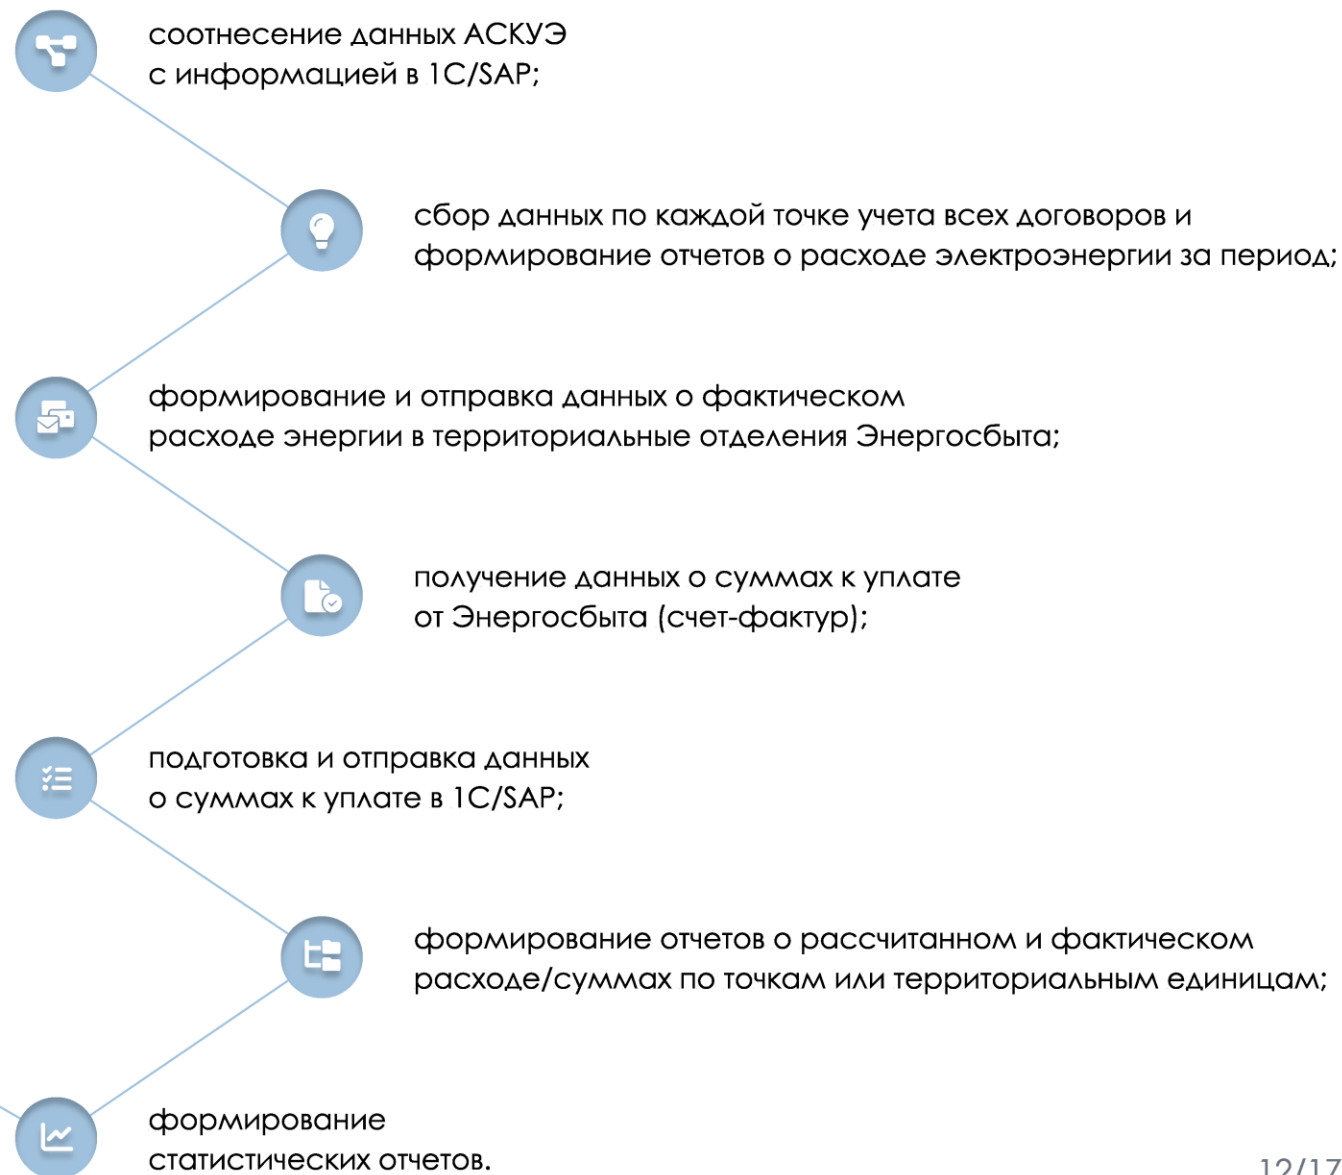 соотнесение данных АСКУЭ
с информацией в 1С/SAP;
сбор данных по каждой точке учета всех договоров и
формирование отчетов о расходе электроэнергии за период;
формирование и отправка данных о фактическом
расходе энергии в территориальные отделения Энергосбыта;
получение данных о суммах к уплате
от Энергосбыта (счет-фактур);
подготовка и отправка данных
о суммах к уплате в 1С/SAP;
формирование отчетов о рассчитанном и фактическом
расходе/суммах по точкам или территориальным единицам;
формирование
статистических отчетов.
12/17